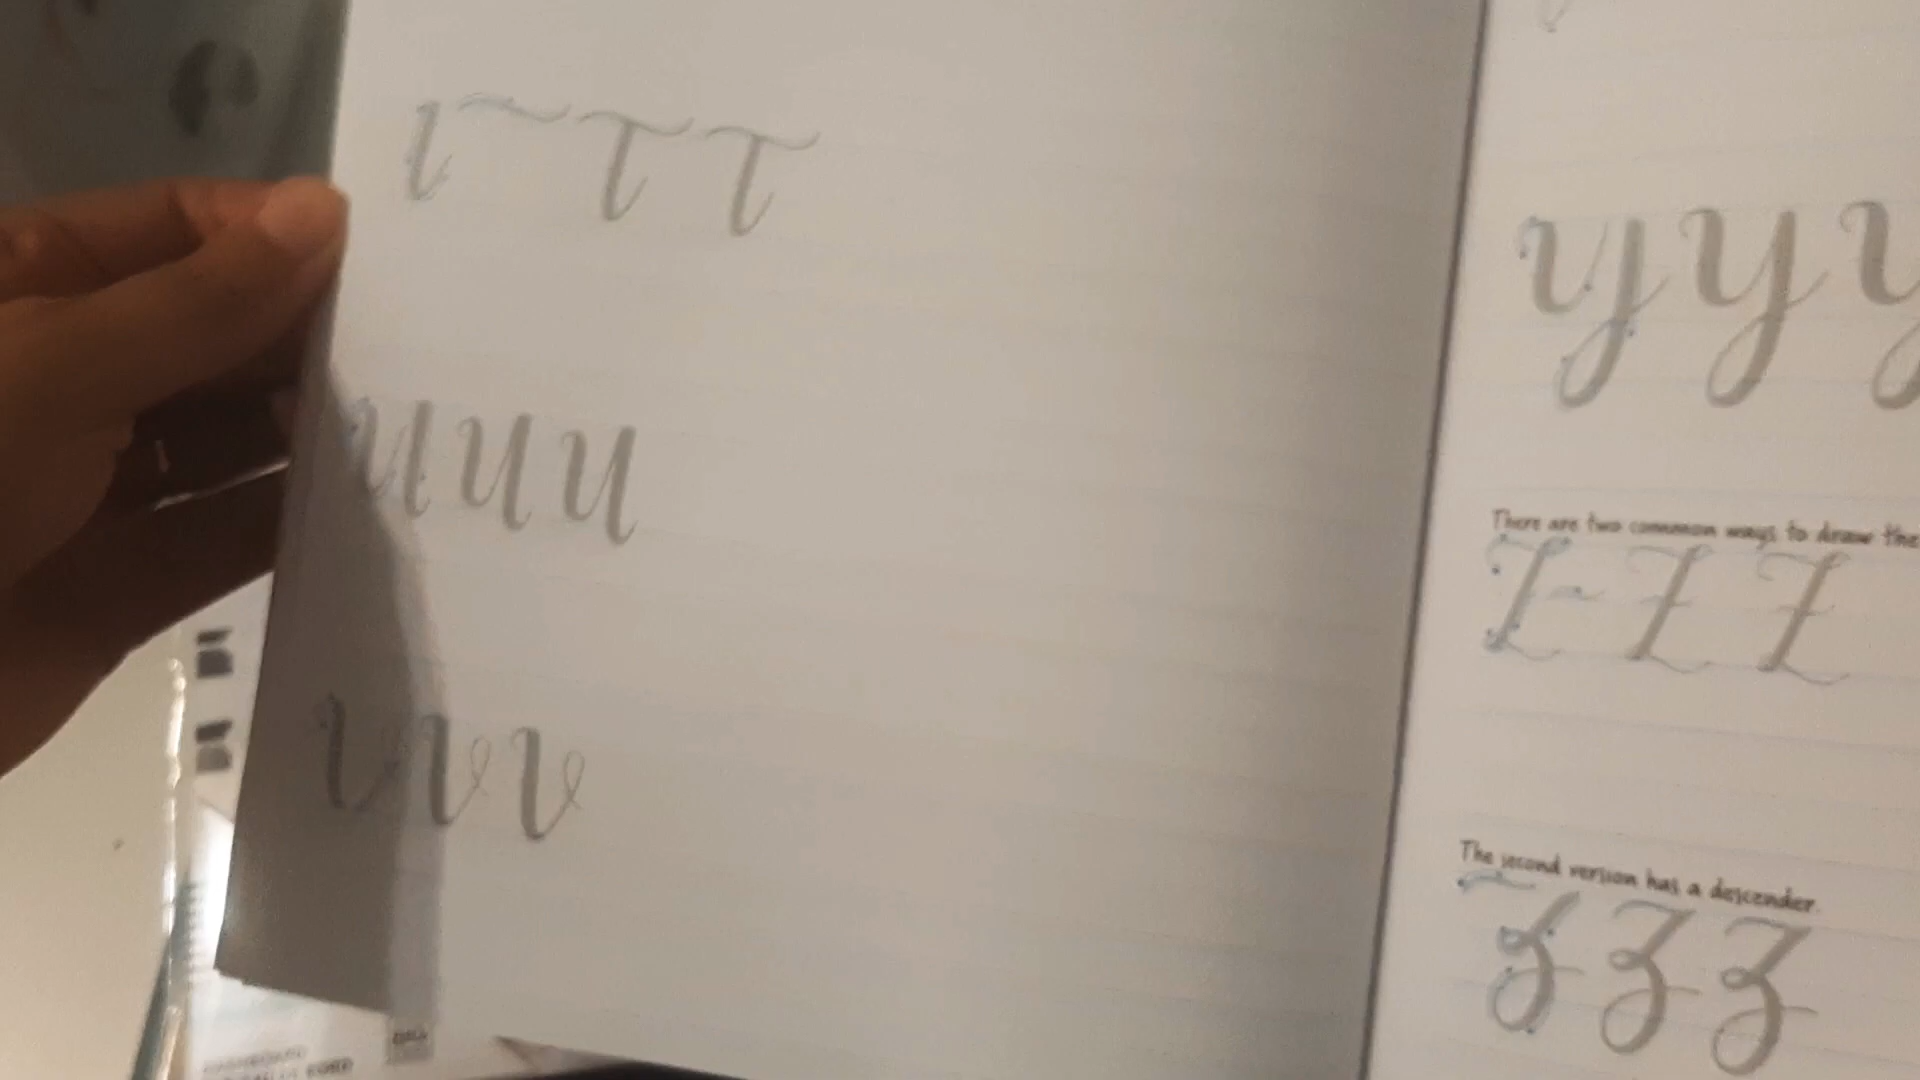 T T T
U U U
V V V
Y Y Y
There are two common ways to draw the
Z Z Z
The second version has a descender.
Z Z Z